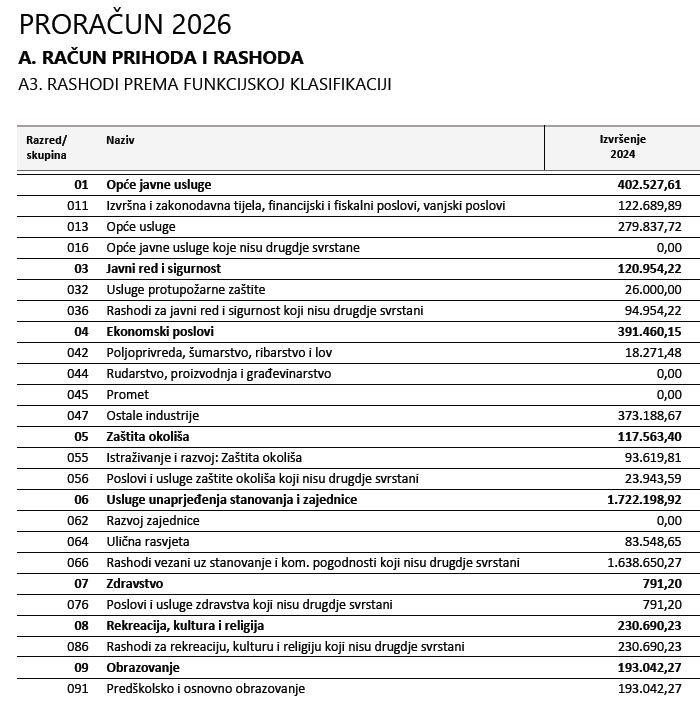 PRORAČUN 2026
A. RAČUN PRIHODA I RASHODA
A3. RASHODI PREMA FUNKCIJSKOJ KLASIFIKACIJI
Razred/ skupina Naziv Izvršenje 2024
01 Opće javne usluge 402.527,61
011 Izvršna i zakonodavna tijela, financijski i fiskalni poslovi, vanjski poslovi 122.689,89
013 Opće usluge 279.837,72
016 Opće javne usluge koje nisu drugdje svrstane 0,00
03 Javni red i sigurnost 120.954,22
032 Usluge protupožarne zaštite 26.000,00
036 Rashodi za javni red i sigurnost koji nisu drugdje svrstani 94.954,22
04 Ekonomski poslovi 391.460,15
042 Poljoprivreda, šumarstvo, ribarstvo i lov 18.271,48
044 Rudarstvo, proizvodnja i građevinarstvo 0,00
045 Promet 0,00
047 Ostale industrije 373.188,67
05 Zaštita okoliša 117.563,40
055 Istraživanje i razvoj: Zaštita okoliša 93.619,81
056 Poslovi i usluge zaštite okoliša koji nisu drugdje svrstani 23.943,59
06 Usluge unaprjeđenja stanovanja i zajednice 1.722.198,92
062 Razvoj zajednice 0,00
064 Ulična rasvjeta 83.548,65
066 Rashodi vezani uz stanovanje i kom. pogodnosti koji nisu drugdje svrstani 1.638.650,27
07 Zdravstvo 791,20
076 Poslovi i usluge zdravstva koji nisu drugdje svrstani 791,20
08 Rekreacija, kultura i religija 230.690,23
086 Rashodi za rekreaciju, kulturu i religiju koji nisu drugdje svrstani 230.690,23
09 Obrazovanje 193.042,27
091 Predškolsko i osnovno obrazovanje 193.042,27